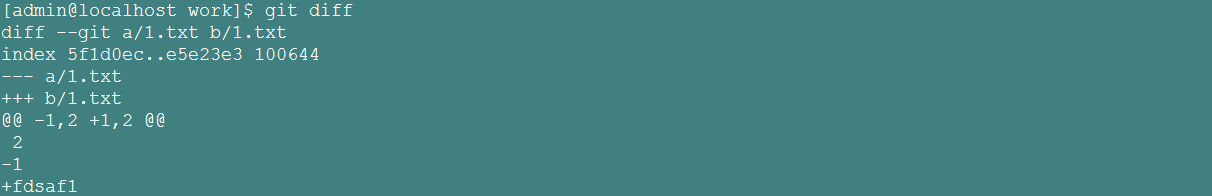 [admin@localhost work]$ git diff
diff --git a/1.txt b/1.txt
index 5f1d0ec..e5e23e3 100644
--- a/1.txt
+++ b/1.txt
@@ -1,2 +1,2 @@
 2
-1
+fdsaf1